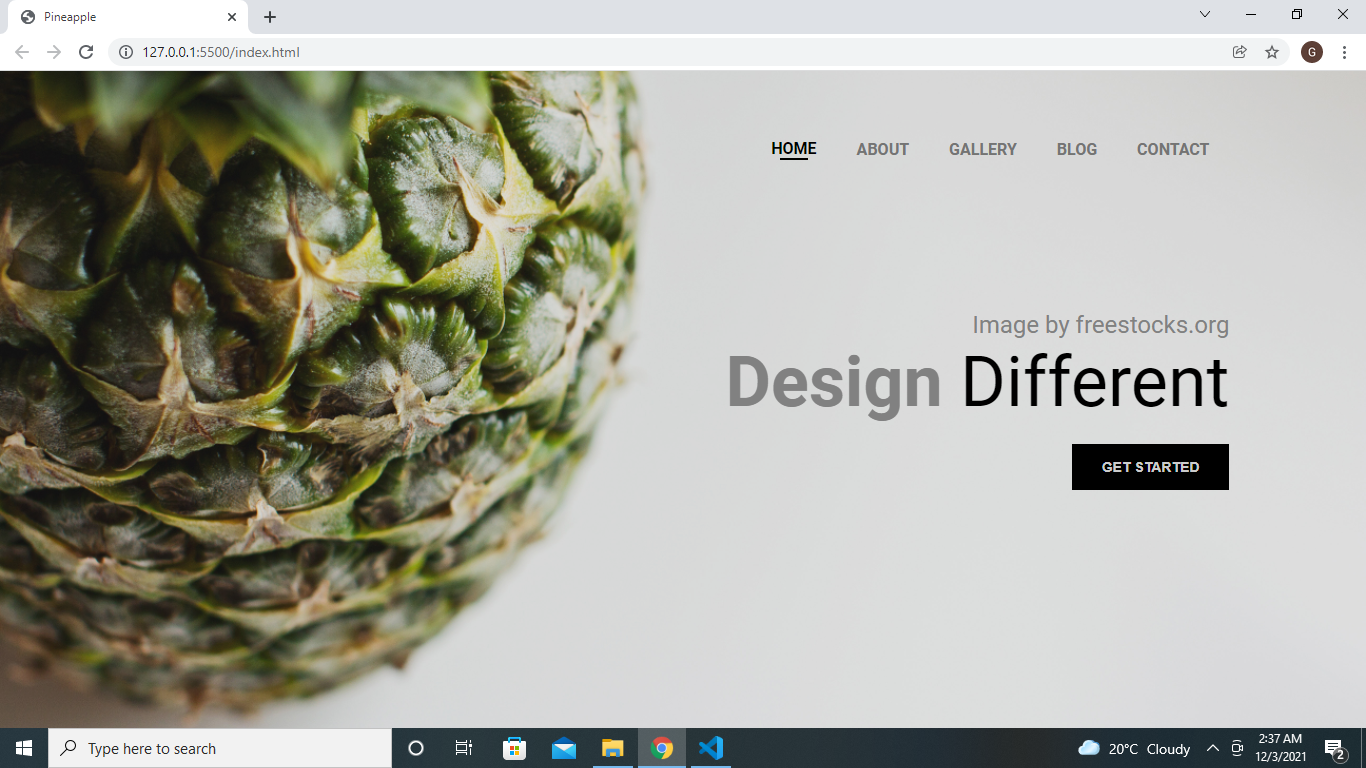 Pineapple
127.0.0.1:5500/index.html
G
HOME ABOUT GALLERY BLOG CONTACT
Image by freestocks.org
Design Different
GET STARTED
Type here to search
20°C Cloudy
2:37 AM
12/3/2021
2